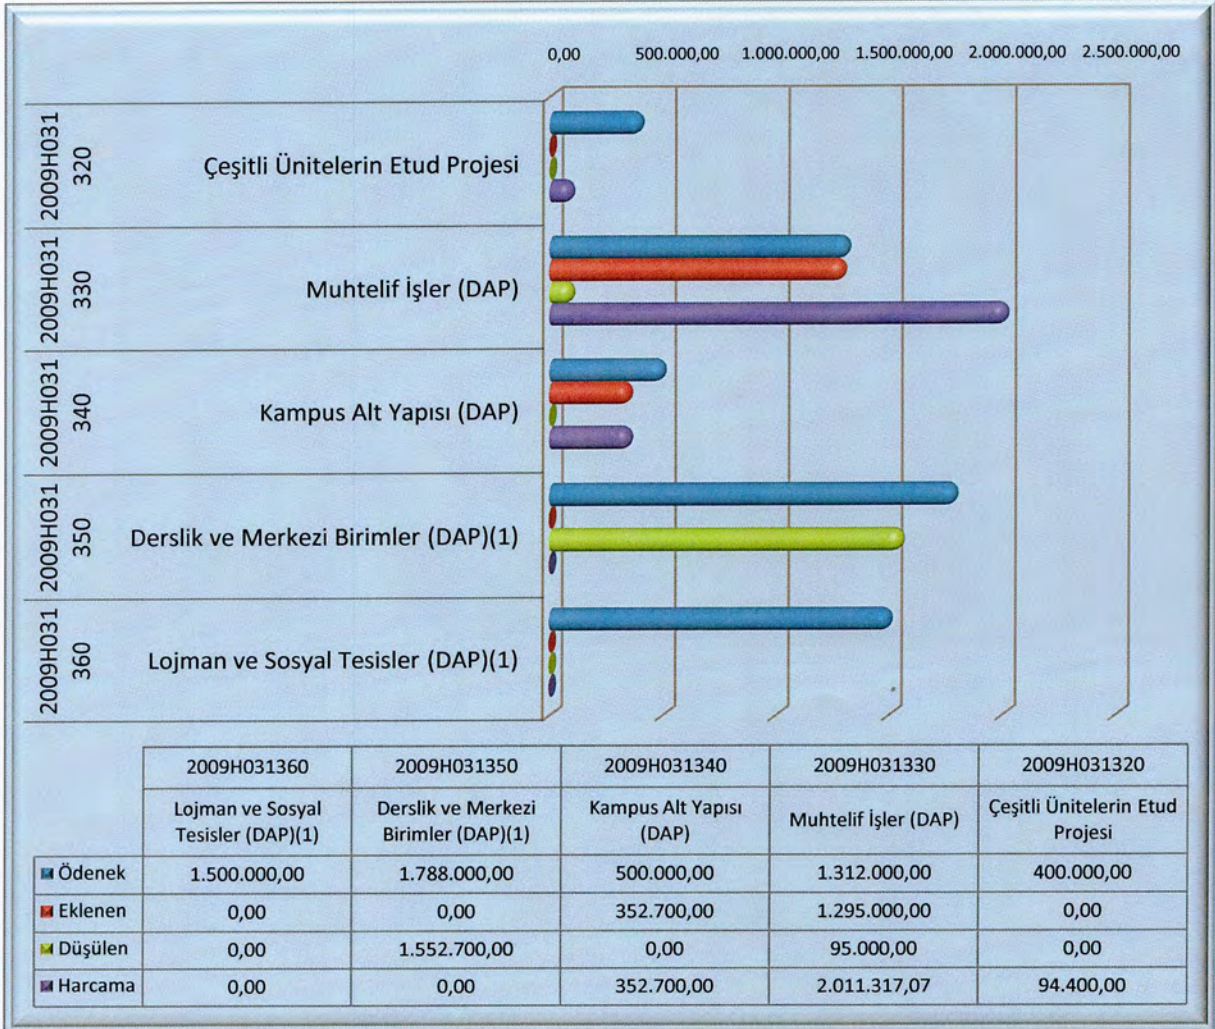 0,00 500.000,00 1.000.000,00 1.500.000,00 2.000.000,00 2.500.000,00
2009H031
320
Çeşitli Ünitelerin Etud Projesi
2009H031
330
Muhtelif İşler (DAP)
2009H031
340
Kampus Alt Yapısı (DAP)
2009H031
350
Derslik ve Merkezi Birimler (DAP)(1)
2009H031
360
Lojman ve Sosyal Tesisler (DAP)(1)
2009H031360 2009H031350 2009H031340 2009H031330 2009H031320
Lojman ve Sosyal
Tesisler (DAP)(1)
Derslik ve Merkezi
Birimler (DAP)(1)
Kampus Alt Yapısı
(DAP)
Muhtelif İşler (DAP)
Çeşitli Ünitelerin Etud
Projesi
Ödenek 1.500.000,00 1.788.000,00 500.000,00 1.312.000,00 400.000,00
Eklenen 0,00 0,00 352.700,00 1.295.000,00 0,00
Düşülen 0,00 1.552.700,00 0,00 95.000,00 0,00
Harcama 0,00 0,00 352.700,00 2.011.317,07 94.400,00